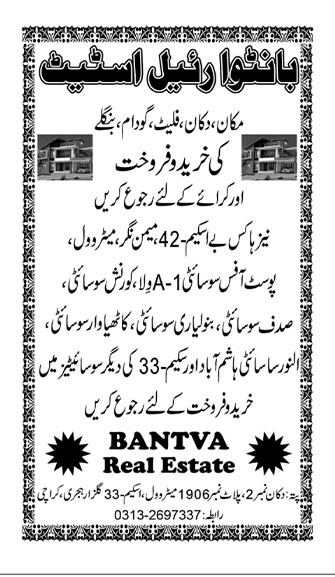 بانٹوا رئیل اسٹیٹ
مکان، دکان، فلیٹ، گودام، بنگلے
کی خرید و فروخت
اور کرائے کے لئے رجوع کریں
نیز ہاکس بے اسکیم-42، میمن نگر، میٹروول،
پوسٹ آفس سوسائٹی A-1 ولا، کورنش سوسائٹی،
صدف سوسائٹی، بنولیاری سوسائٹی، کاٹھیاوار سوسائٹی،
النور ساسائٹی ہاشم آباد اور سکیم-33 کی دیگر سوسائٹیز میں
خرید و فروخت کے لئے رجوع کریں
BANTVA
Real Estate
پتہ: دکان نمبر 2، پلاٹ نمبر 1906 میٹروول، اسکیم-33 گلزار ہجری، کراچی
رابطہ: 0313-2697337